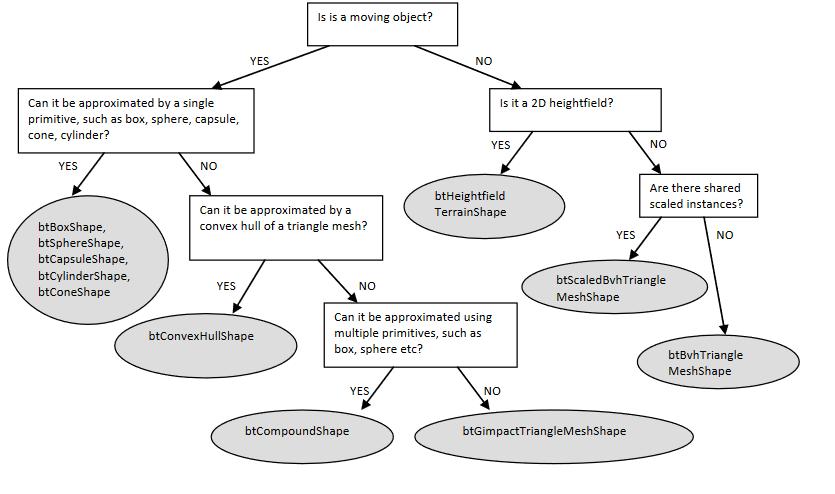 Is is a moving object?
YES
NO
Can it be approximated by a single
primitive, such as box, sphere, capsule,
cone, cylinder?
Is it a 2D heightfield?
YES
NO
YES
NO
btBoxShape,
btSphereShape,
btCapsuleShape,
btCylinderShape,
btConeShape
Can it be approximated by a
convex hull of a triangle mesh?
btHeightfield
TerrainShape
Are there shared
scaled instances?
YES
NO
YES
NO
btConvexHullShape
Can it be approximated using
multiple primitives, such as
box, sphere etc?
btScaledBvhTriangle
MeshShape
btBvhTriangle
MeshShape
YES
NO
btCompoundShape
btGimpactTriangleMeshShape